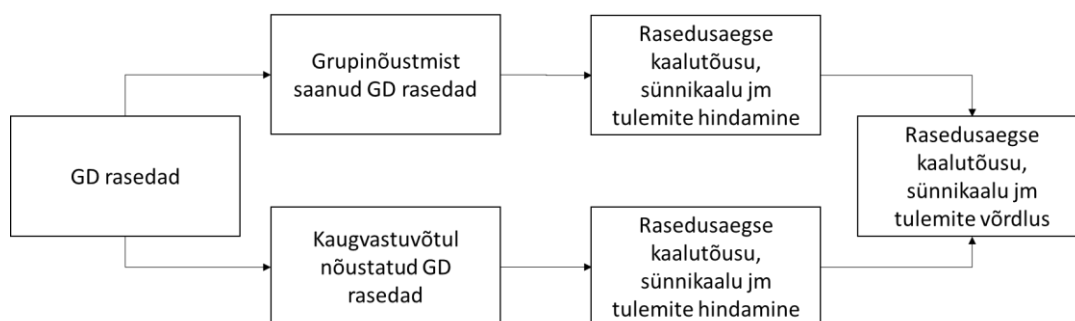 GD rasedad
Grupinõustmist
saanud GD rasedad
Rasedusaegse
kaalutõusu,
sünnikaalu jm
tulemite hindamine
Kaugvastuvõtul
nõustatud GD
rasedad
Rasedusaegse
kaalutõusu,
sünnikaalu jm
tulemite hindamine
Rasedusaegse
kaalutõusu,
sünnikaalu jm
tulemite võrdlus